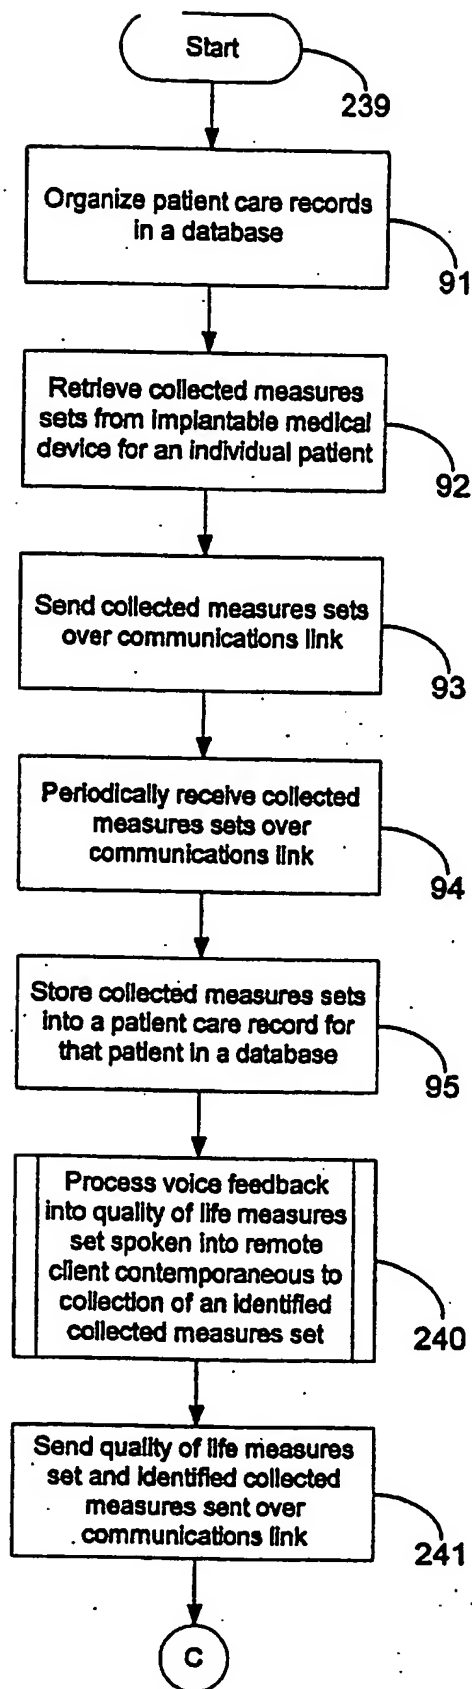 Start
239
Organize patient care records
in a database
91
Retrieve collected measures
sets from implantable medical
device for an individual patient
92
Send collected measures sets
over communications link
93
Periodically receive collected
measures sets over
communications link
94
Store collected measures sets
into a patient care record for
that patient in a database
95
Process voice feedback
into quality of life measures
set spoken into remote
client contemporaneous to
collection of an identified
collected measures set
240
Send quality of life measures
set and identified collected
measures sent over
communications link
241
C